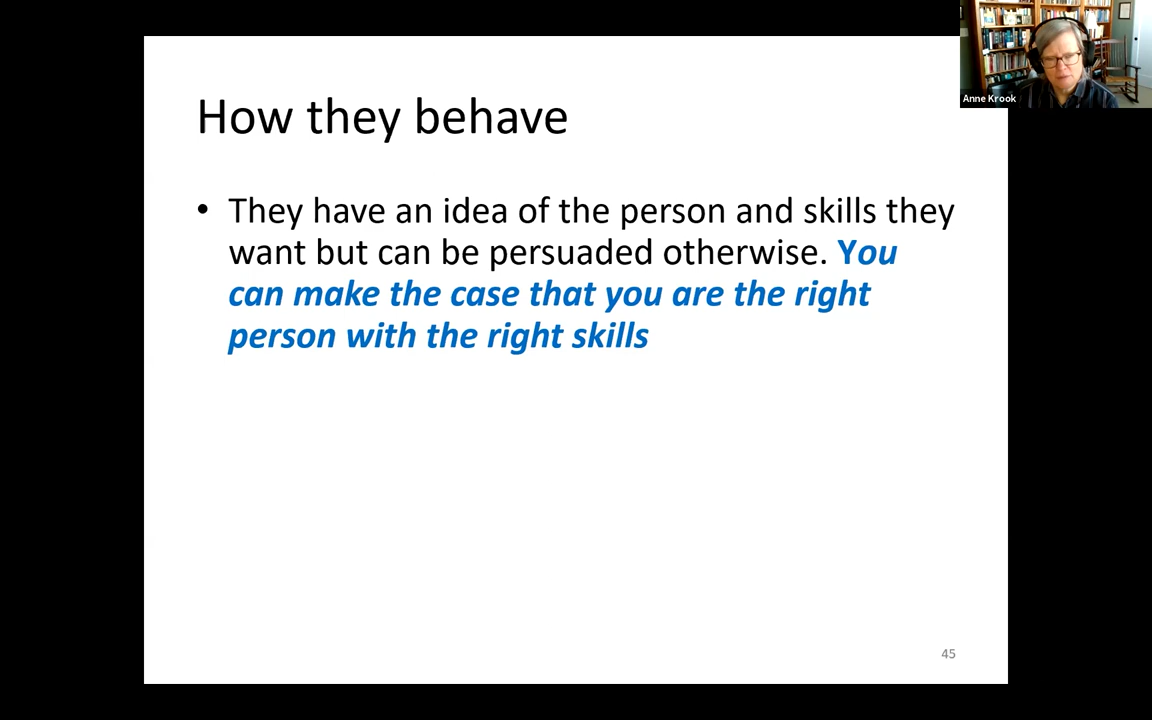 Anne Krook
How they behave
• They have an idea of the person and skills they
want but can be persuaded otherwise. You
can make the case that you are the right
person with the right skills
45